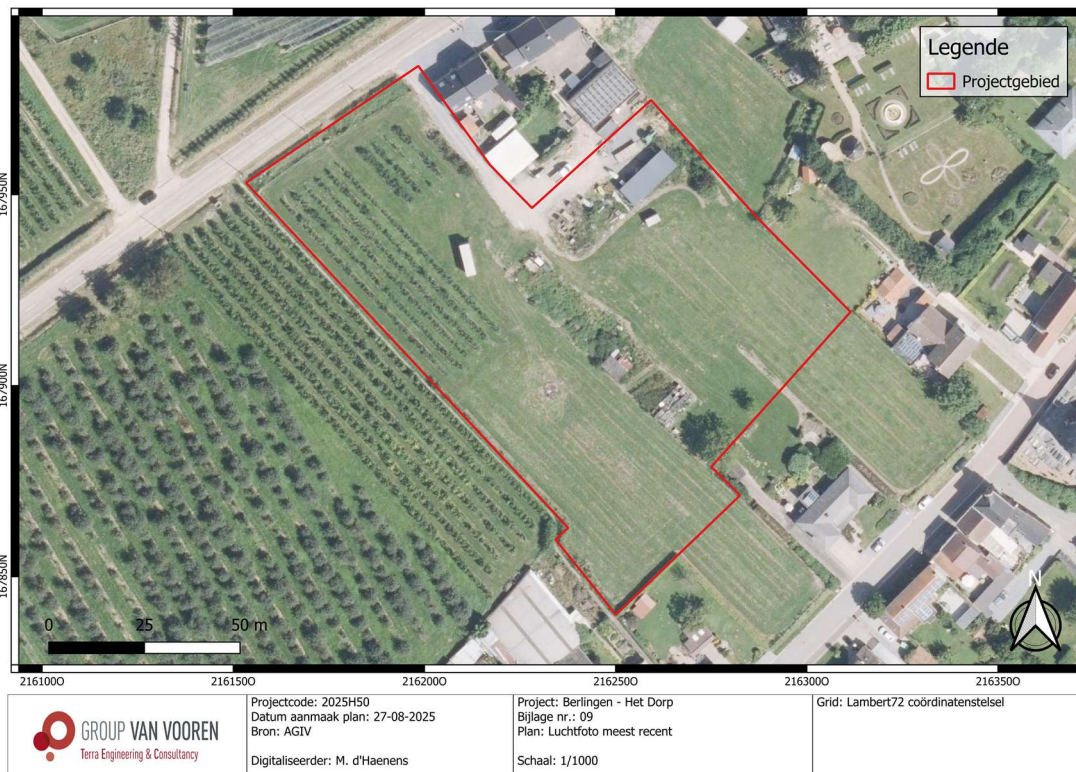 Legende
Projectgebied
167950N
167900N
167850N
0 25 50 m
N
216100O
216150O
216200O
216250O
216300O
216350O
GROUP VAN VOOREN
Terra Engineering & Consultancy
Projectcode: 2025H50
Datum aanmaak plan: 27-08-2025
Bron: AGIV
Digitaliseerder: M. d'Haenens
Project: Berlingen - Het Dorp
Bijlage nr.: 09
Plan: Luchtfoto meest recent
Schaal: 1/1000
Grid: Lambert72 coördinatenstelsel